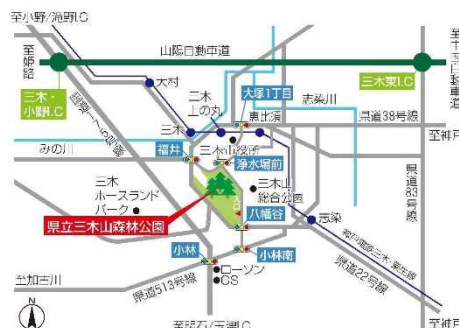 至小野/滝野I.C
至姫路
山陽自動車道
三木・
小野I.C
三木東I.C
大村
三木
上の丸
大塚1丁目
志染川
恵比須
県道38号線
至神戸
三木
みの川
福井
三木市役所
浄水場前
三木
ホースランド
パーク
三木山
総合公園
県道
83号線
県立三木山森林公園
八幡谷
志染
小林
小林南
ローソン
GS
至加古川
県道513号線
県道22号線
至神戸